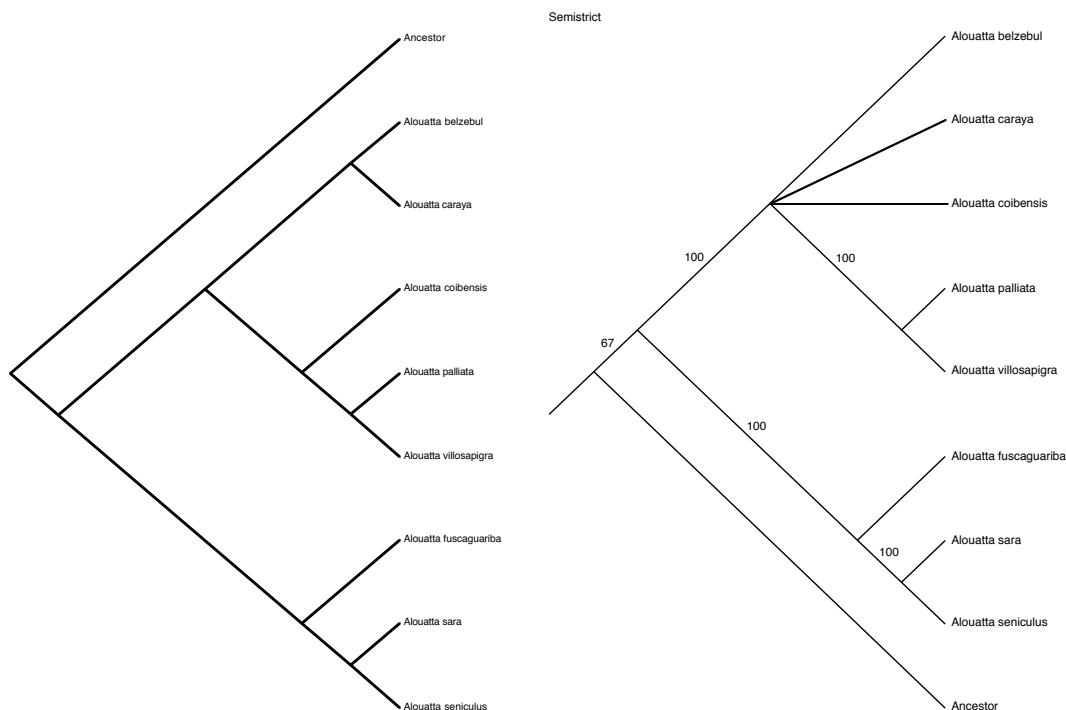 Ancestor
Alouatta belzebul
Alouatta caraya
Alouatta coibensis
Alouatta palliata
Alouatta villosapigra
Alouatta fuscaguariba
Alouatta sara
Alouatta seniculus
Semistrict
Alouatta belzebul
Alouatta caraya
Alouatta coibensis
100
100
Alouatta palliata
67
Alouatta villosapigra
100
Alouatta fuscaguariba
Alouatta sara
100
Alouatta seniculus
Ancestor